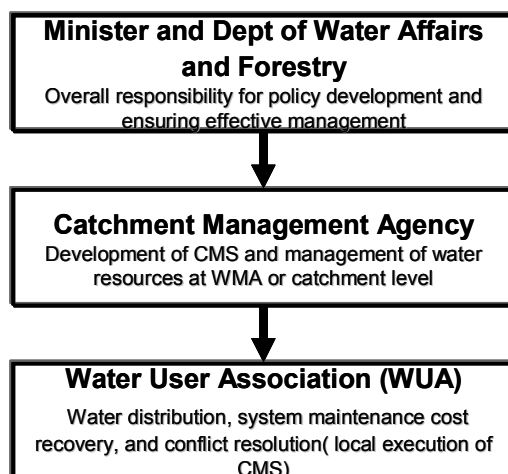 Minister and Dept of Water Affairs
and Forestry
Overall responsibility for policy development and
ensuring effective management
Catchment Management Agency
Development of CMS and management of water
resources at WMA or catchment level
Water User Association (WUA)
Water distribution, system maintenance cost
recovery, and conflict resolution( local execution of
CMS)